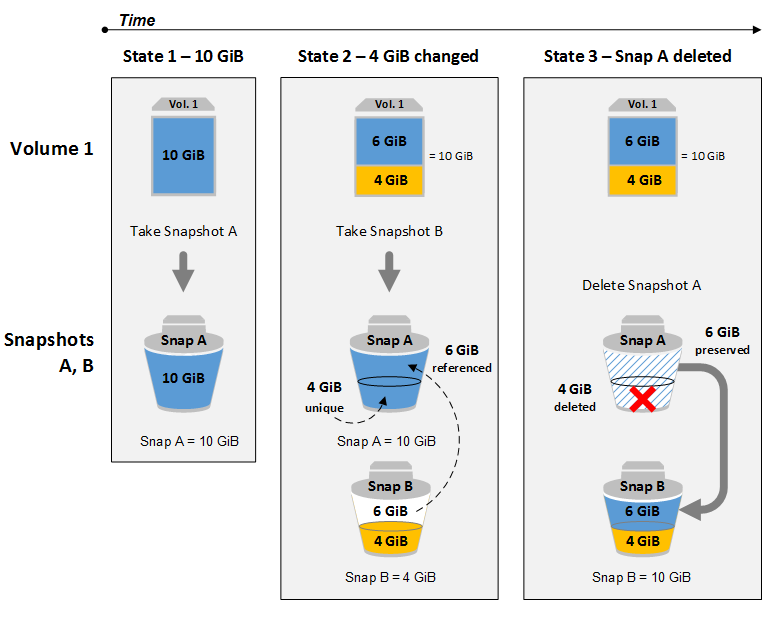 Time
State 1 – 10 GiB
State 2 – 4 GiB changed
State 3 – Snap A deleted
Volume 1
Vol. 1
10 GiB
Vol. 1
6 GiB
4 GiB
= 10 GiB
Vol. 1
6 GiB
4 GiB
= 10 GiB
Take Snapshot A
Take Snapshot B
Delete Snapshot A
Snapshots
A, B
Snap A
10 GiB
Snap A = 10 GiB
Snap A
6 GiB
referenced
4 GiB
unique
Snap A = 10 GiB
Snap B
6 GiB
4 GiB
Snap B = 4 GiB
Snap A
6 GiB
preserved
4 GiB
deleted
Snap B
6 GiB
4 GiB
Snap B = 10 GiB